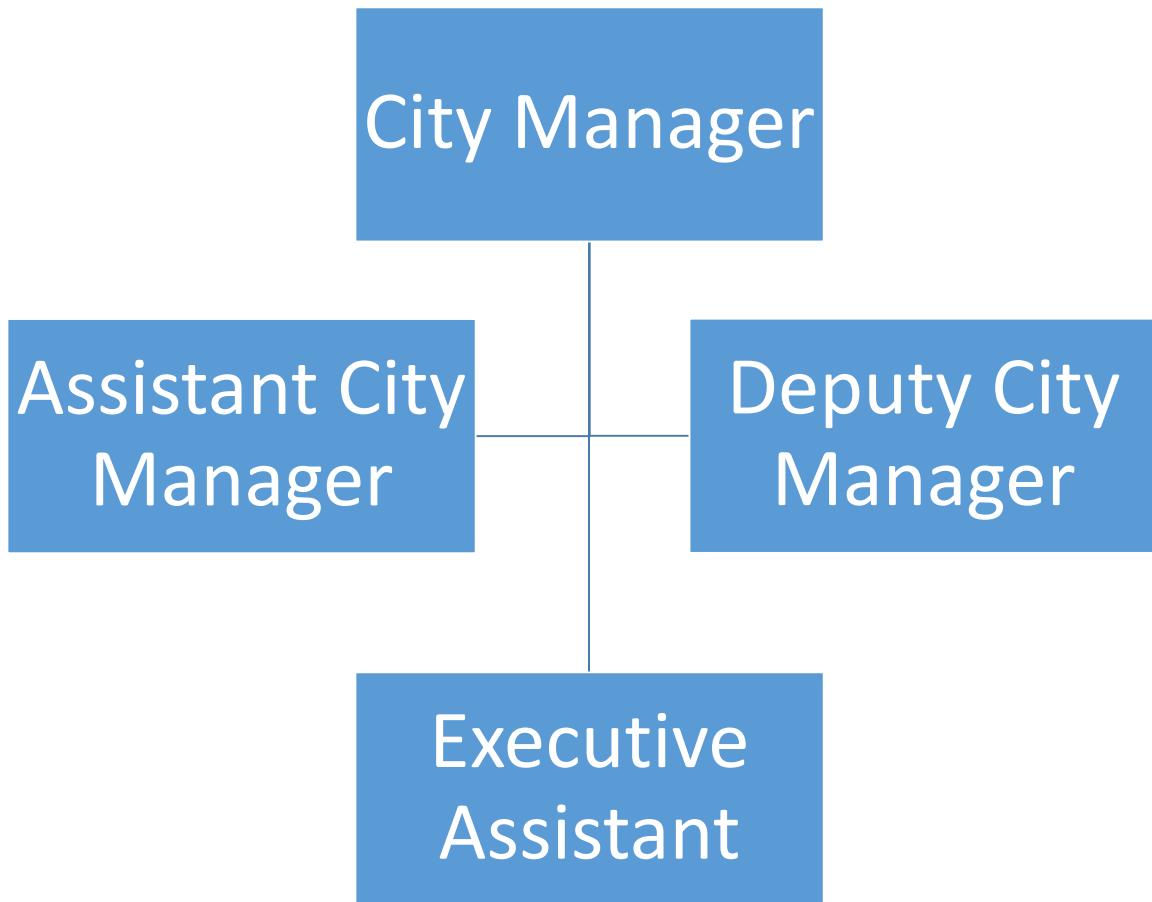 City Manager
Assistant City
Manager
Deputy City
Manager
Executive
Assistant